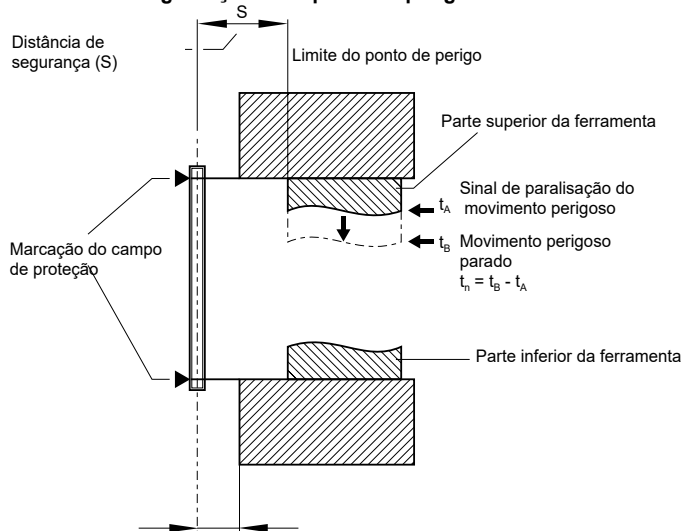 S
Distância de
segurança (S)
Limite do ponto de perigo
Parte superior da ferramenta
tA Sinal de paralisação do
movimento perigoso
Marcação do campo
de proteção
tB Movimento perigoso
parado
tn = tB - tA
Parte inferior da ferramenta